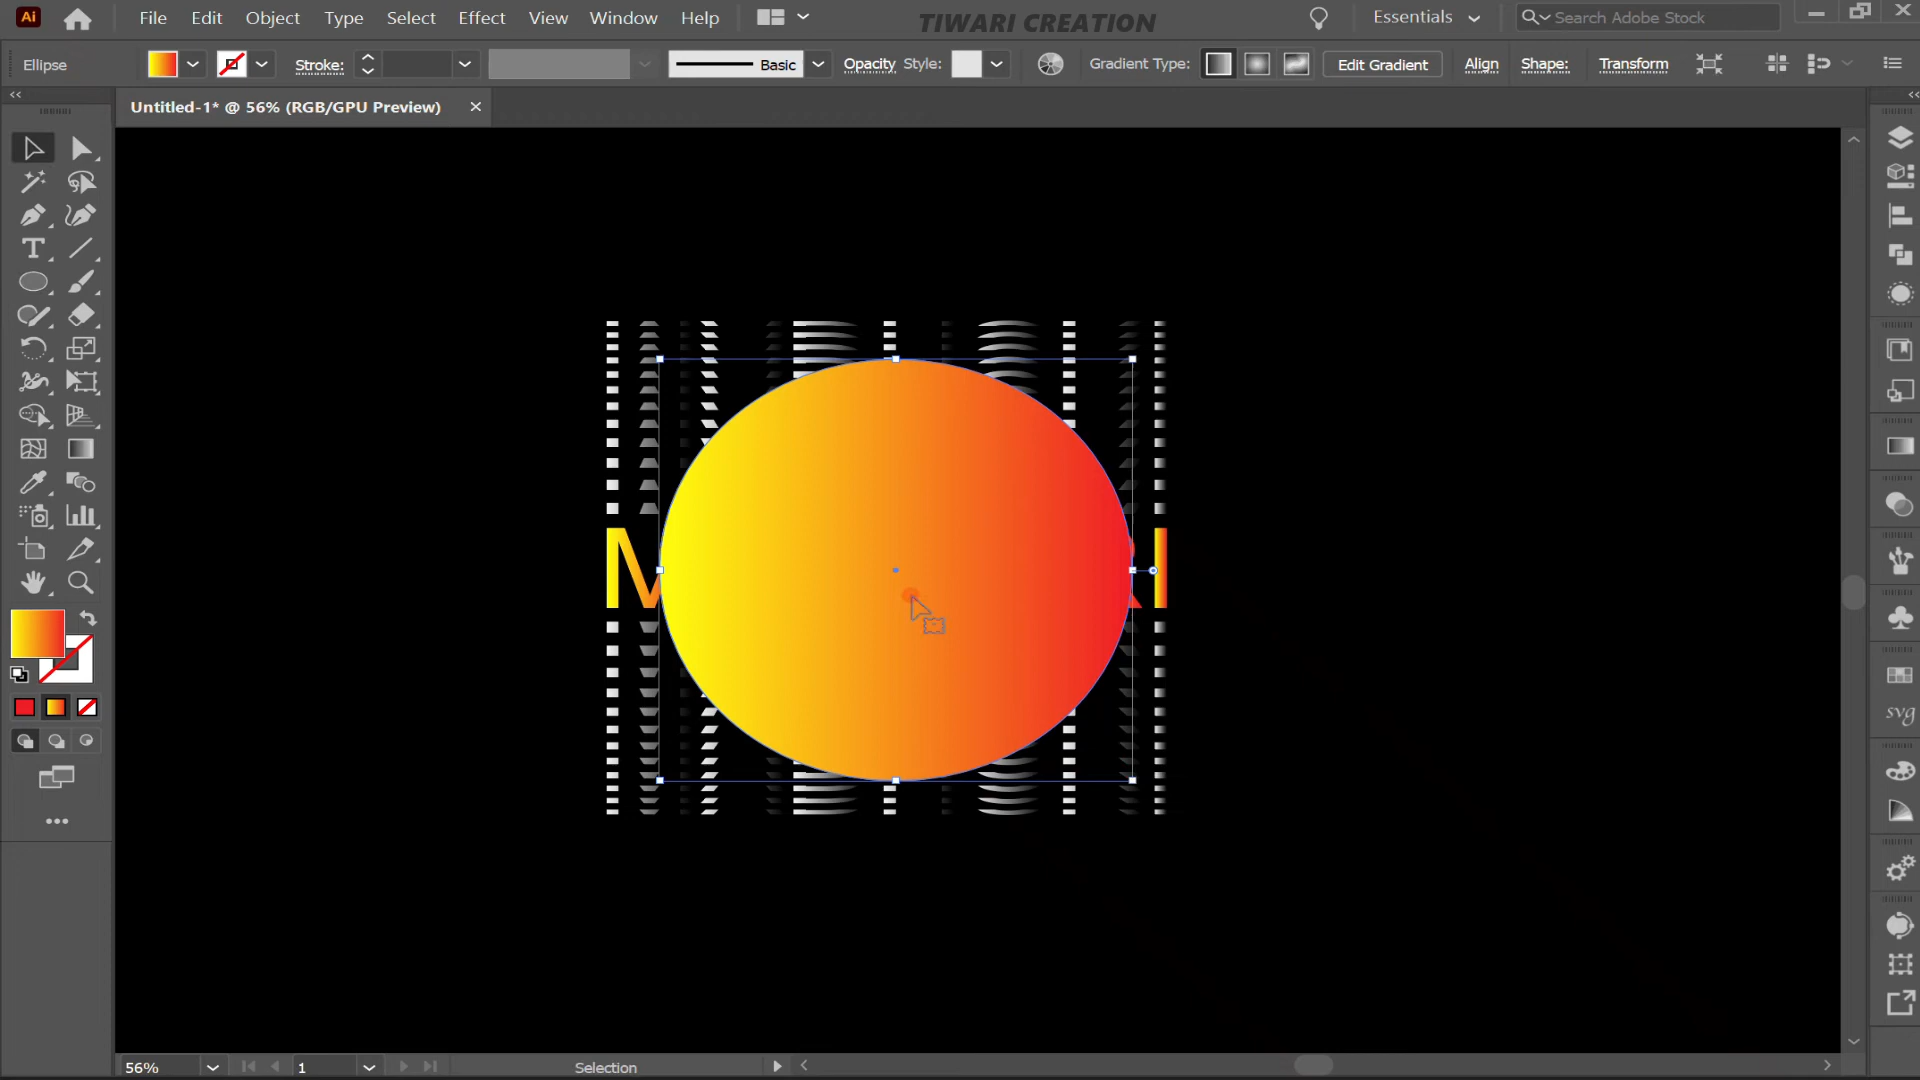 Ai File Edit Object Type Select Effect View Window Help TIWARI CREATION Essentials Search Adobe Stock
Ellipse Stroke: Basic Opacity Style: Gradient Type: Edit Gradient Align Shape: Transform
Untitled-1* @ 56% (RGB/GPU Preview)
M
I
svg
56% 1 Selection